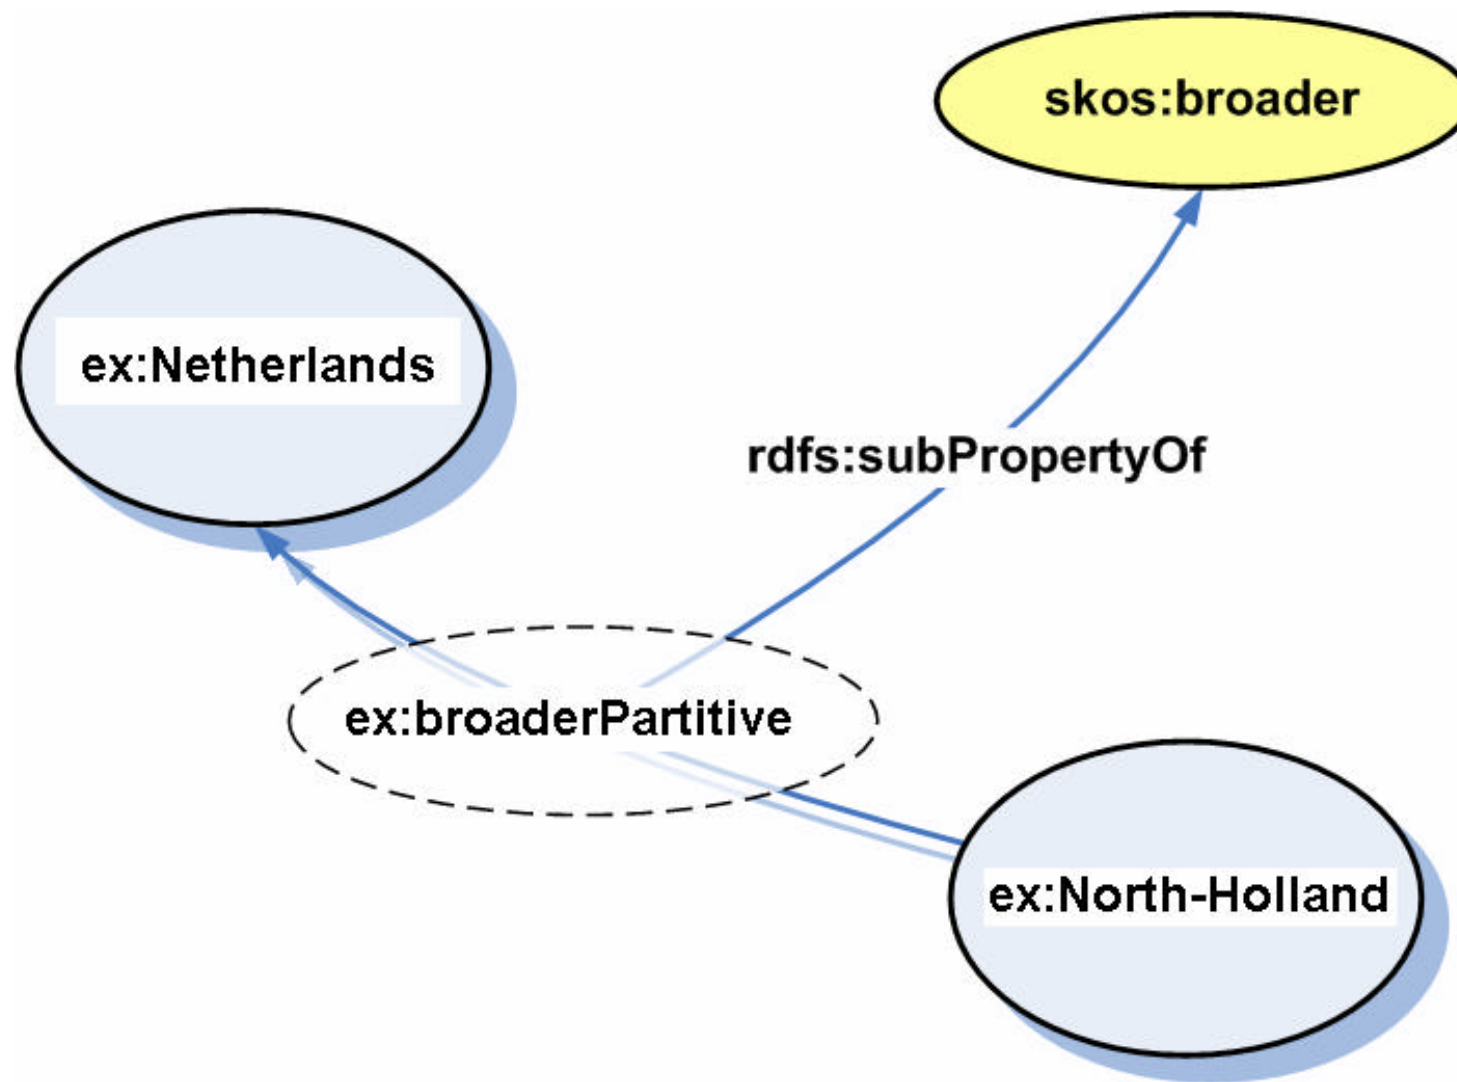 skos:broader
ex:Netherlands
rdfs:subPropertyOf
ex:broaderPartitive
ex:North-Holland